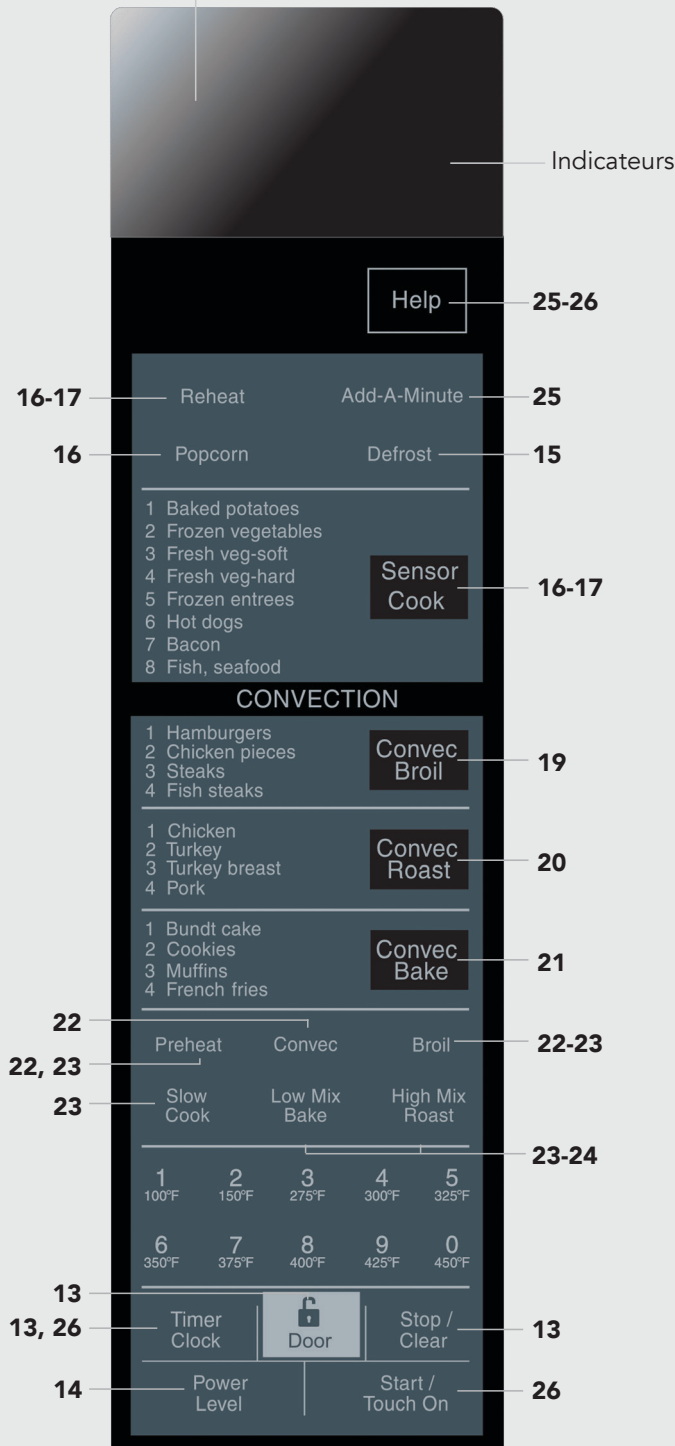 Indicateurs
Help
25-26
16-17
Reheat
Add-A-Minute
25
16
Popcorn
Defrost
15
1 Baked potatoes
2 Frozen vegetables
3 Fresh veg-soft
4 Fresh veg-hard
5 Frozen entrees
6 Hot dogs
7 Bacon
8 Fish, seafood
Sensor
Cook
16-17
CONVECTION
1 Hamburgers
2 Chicken pieces
3 Steaks
4 Fish steaks
Convec
Broil
19
1 Chicken
2 Turkey
3 Turkey breast
4 Pork
Convec
Roast
20
1 Bundt cake
2 Cookies
3 Muffins
4 French fries
Convec
Bake
21
22
Preheat
Convec
Broil
22-23
22, 23
23
Slow
Cook
Low Mix
Bake
High Mix
Roast
23-24
1 2 3 4 5
100°F 150°F 275°F 300°F 325°F
6 7 8 9 0
350°F 375°F 400°F 425°F 450°F
13
13, 26
Timer
Clock
Door
Stop /
Clear
13
14
Power
Level
Start /
Touch On
26